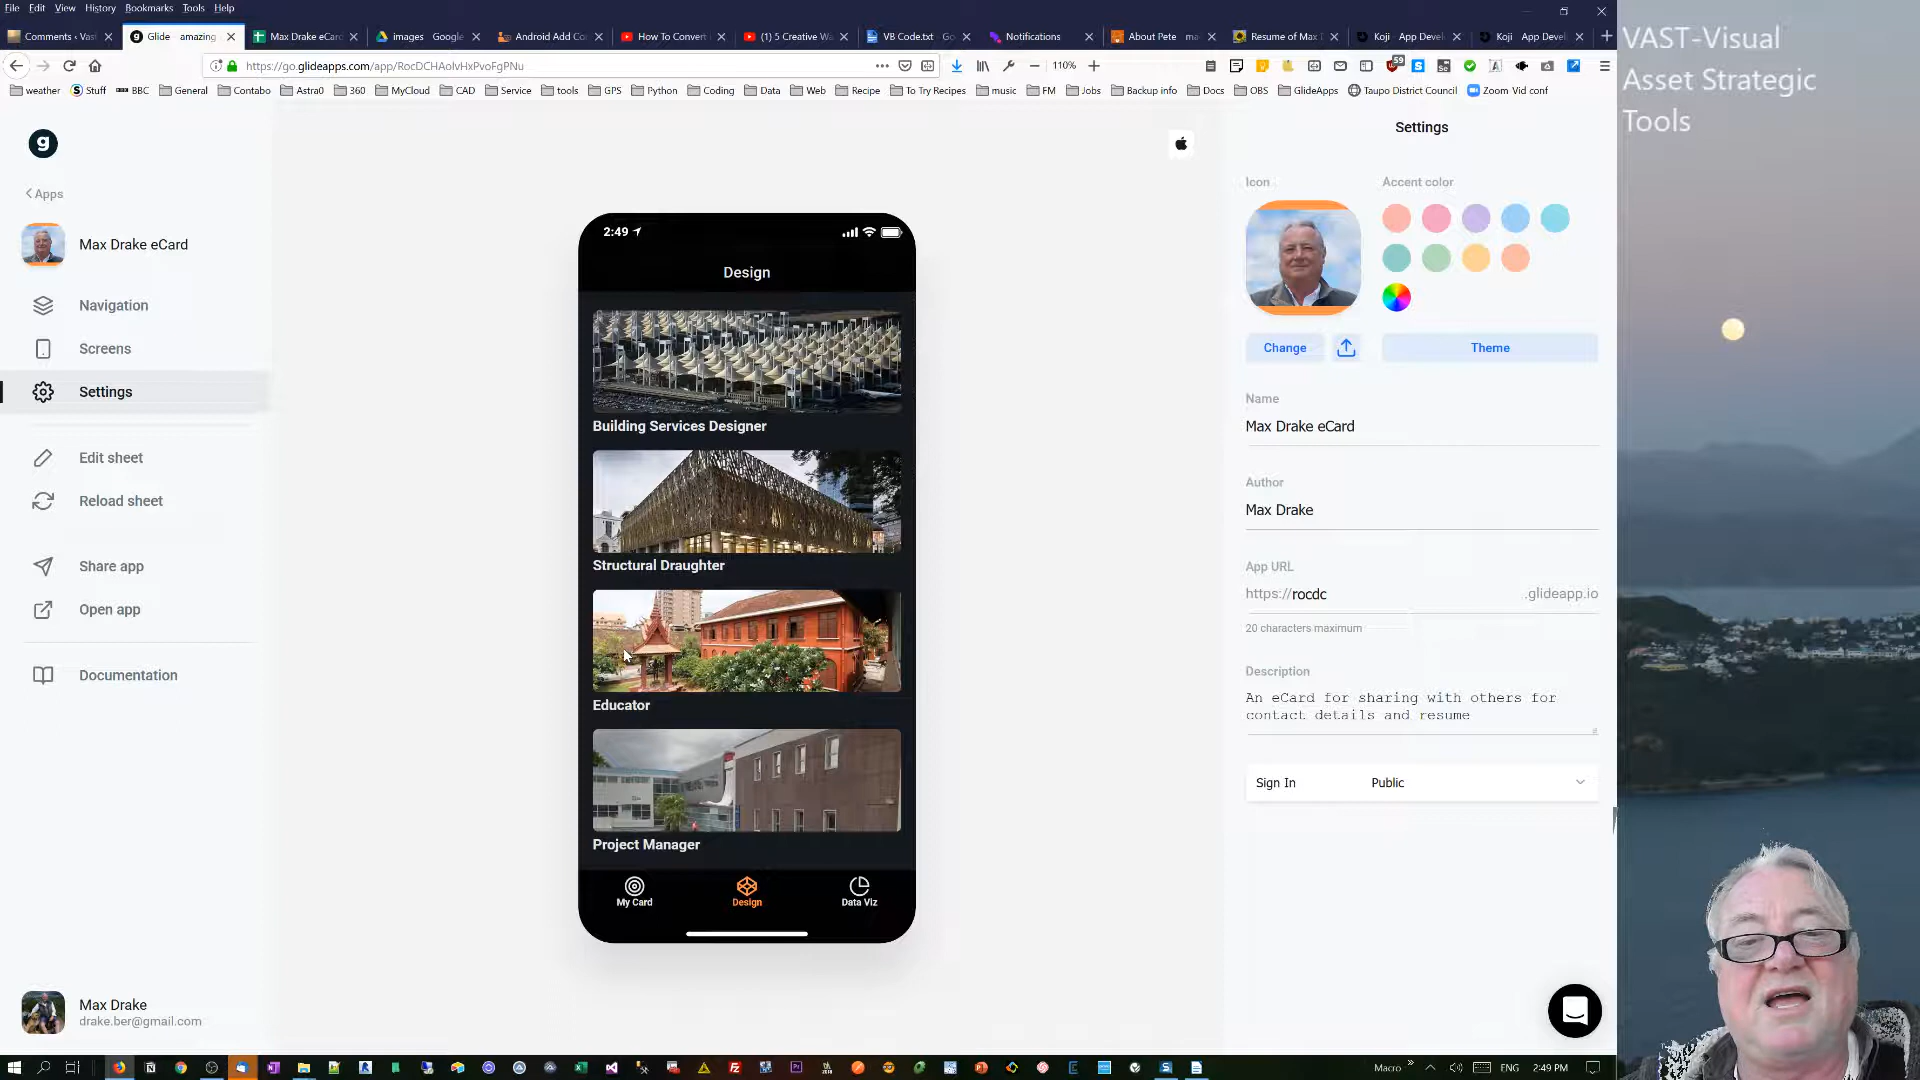 File Edit View History Bookmarks Tools Help
Comments ‹ Vast
Glide amazing
Max Drake eCard
images Google
Android Add Co
How To Convert
(1) 5 Creative Wa
VB Code.txt Go
Notifications
About Pete
Resume of Max
Koji App Devel
Koji App Devel
https://go.glideapps.com/app/RocDCHAolvHxPvoFgPNu
110%
59
weather Stuff BBC General Contabo Astra0 360 MyCloud CAD Service tools GPS Python Coding Data Web Recipe To Try Recipes music FM Jobs Backup info Docs OBS GlideApps Taupo District Council Zoom Vid conf
VAST-Visual
Asset Strategic
Tools
g
Apps
Max Drake eCard
Navigation
Screens
Settings
Edit sheet
Reload sheet
Share app
Open app
Documentation
Max Drake
drake.ber@gmail.com
2:49
Design
Building Services Designer
Structural Draughter
Educator
Project Manager
My Card
Design
Data Viz
Settings
Icon
Accent color
Change
Theme
Name
Max Drake eCard
Author
Max Drake
App URL
https://rocdc .glideapp.io
20 characters maximum
Description
An eCard for sharing with others for
contact details and resume
Sign In Public
Macro
ENG
2:49 PM